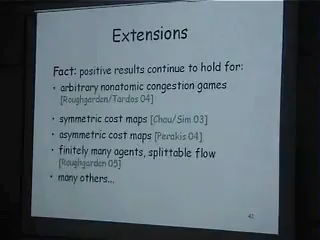 Extensions
Fact: positive results continue to hold for:
• arbitrary nonatomic congestion games
[Roughgarden/Tardos 04]
• symmetric cost maps [Chau/Sim 03]
• asymmetric cost maps [Perakis 04]
• finitely many agents, splittable flow
[Roughgarden 05]
• many others...
42